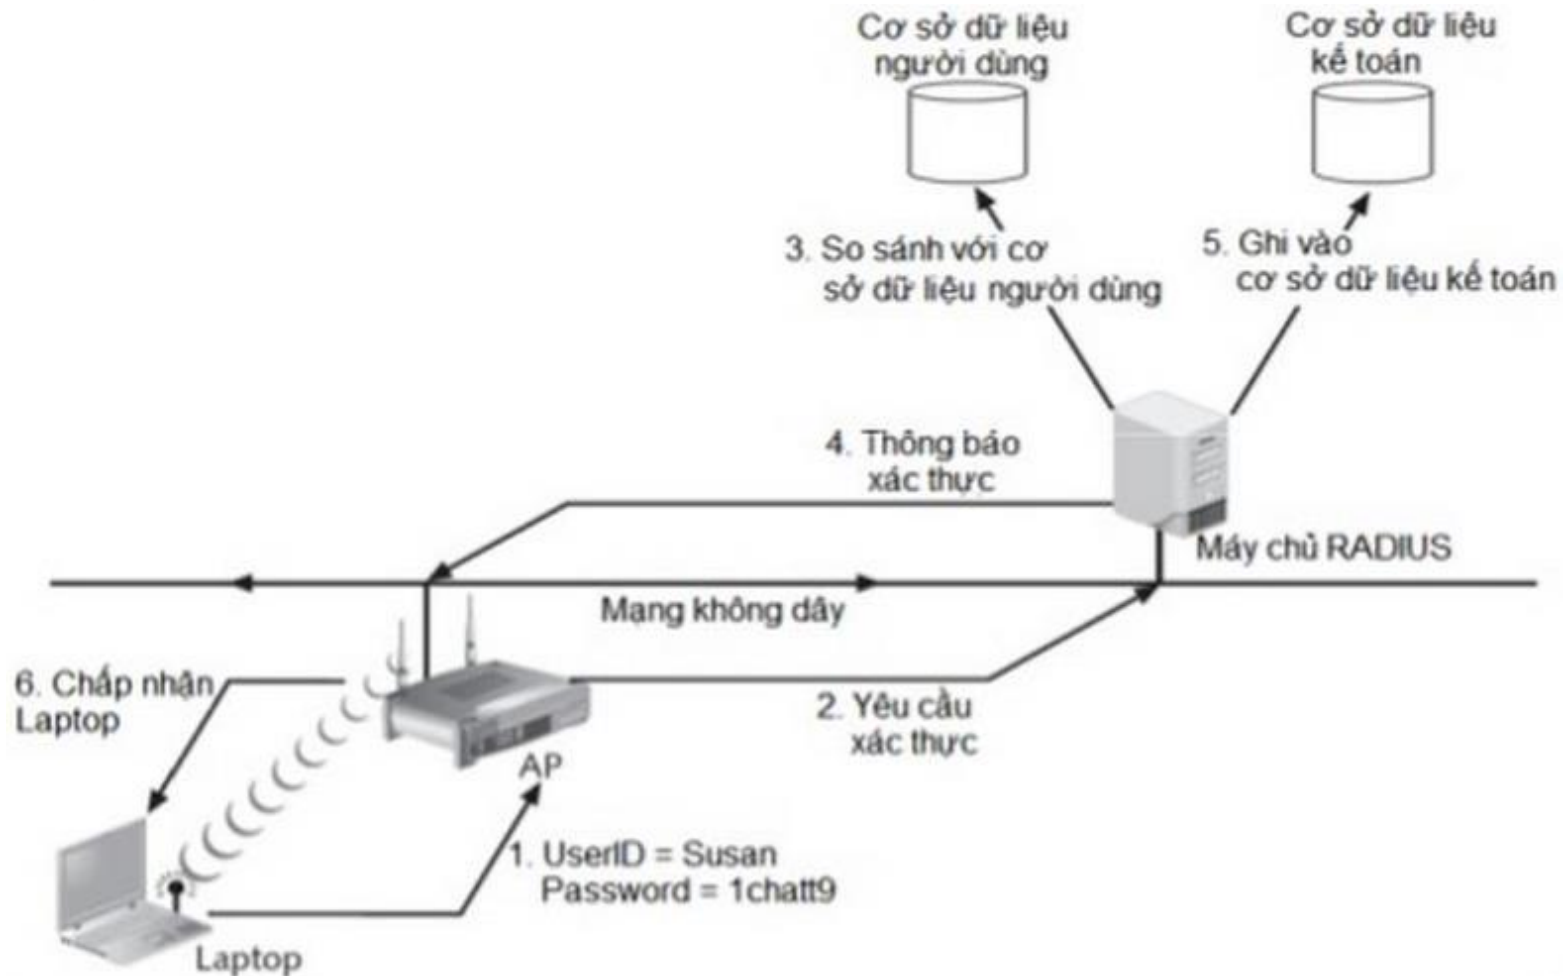 Cơ sở dữ liệu
người dùng
Cơ sở dữ liệu
kế toán
3. So sánh với cơ
sở dữ liệu người dùng
5. Ghi vào
cơ sở dữ liệu kế toán
4. Thông báo
xác thực
Máy chủ RADIUS
Mạng không dây
6. Chấp nhận
Laptop
2. Yêu cầu
xác thực
AP
1. UserID = Susan
Password = 1chatt9
Laptop